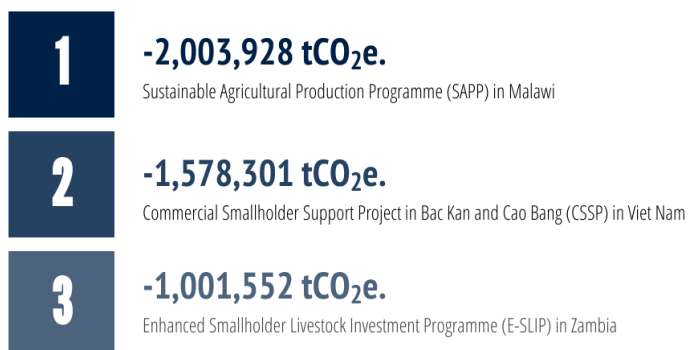 1
-2,003,928 tCO₂e.
Sustainable Agricultural Production Programme (SAPP) in Malawi
2
-1,578,301 tCO₂e.
Commercial Smallholder Support Project in Bac Kan and Cao Bang (CSSP) in Viet Nam
3
-1,001,552 tCO₂e.
Enhanced Smallholder Livestock Investment Programme (E-SLIP) in Zambia